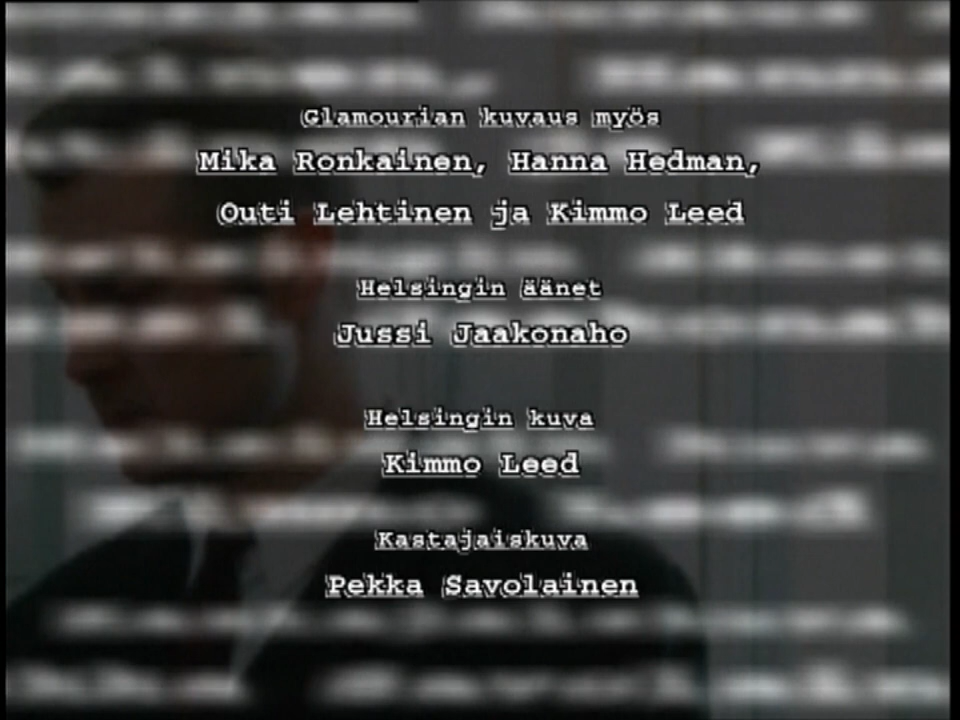 Glamourian kuvaus myös
Mika Ronkainen, Hanna Hedman,
Outi Lehtinen ja Kimmo Leed
Helsingin äänet
Jussi Jaakonaho
Helsingin kuva
Kimmo Leed
Kastajaiskuva
Pekka Savolainen